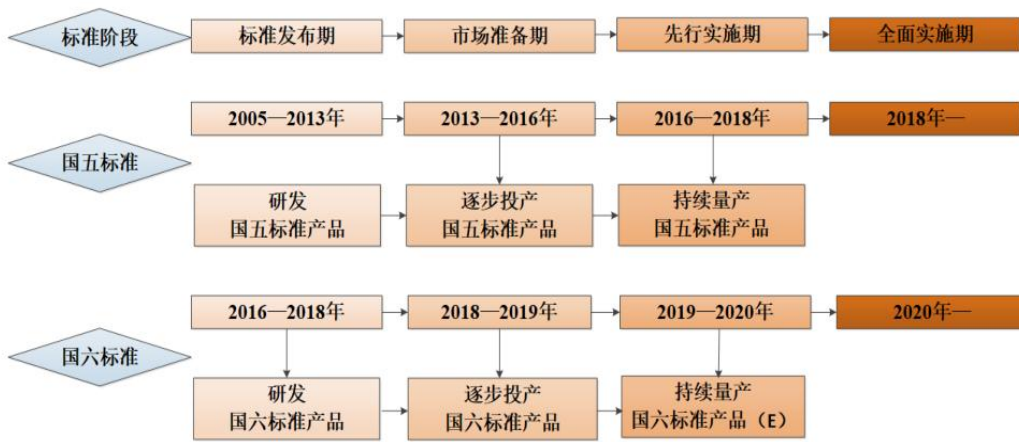 标准阶段
标准发布期
市场准备期
先行实施期
全面实施期
2005—2013年
2013—2016年
2016—2018年
2018年—
国五标准
研发
国五标准产品
逐步投产
国五标准产品
持续量产
国五标准产品
2016—2018年
2018—2019年
2019—2020年
2020年—
国六标准
研发
国六标准产品
逐步投产
国六标准产品
持续量产
国六标准产品（E）